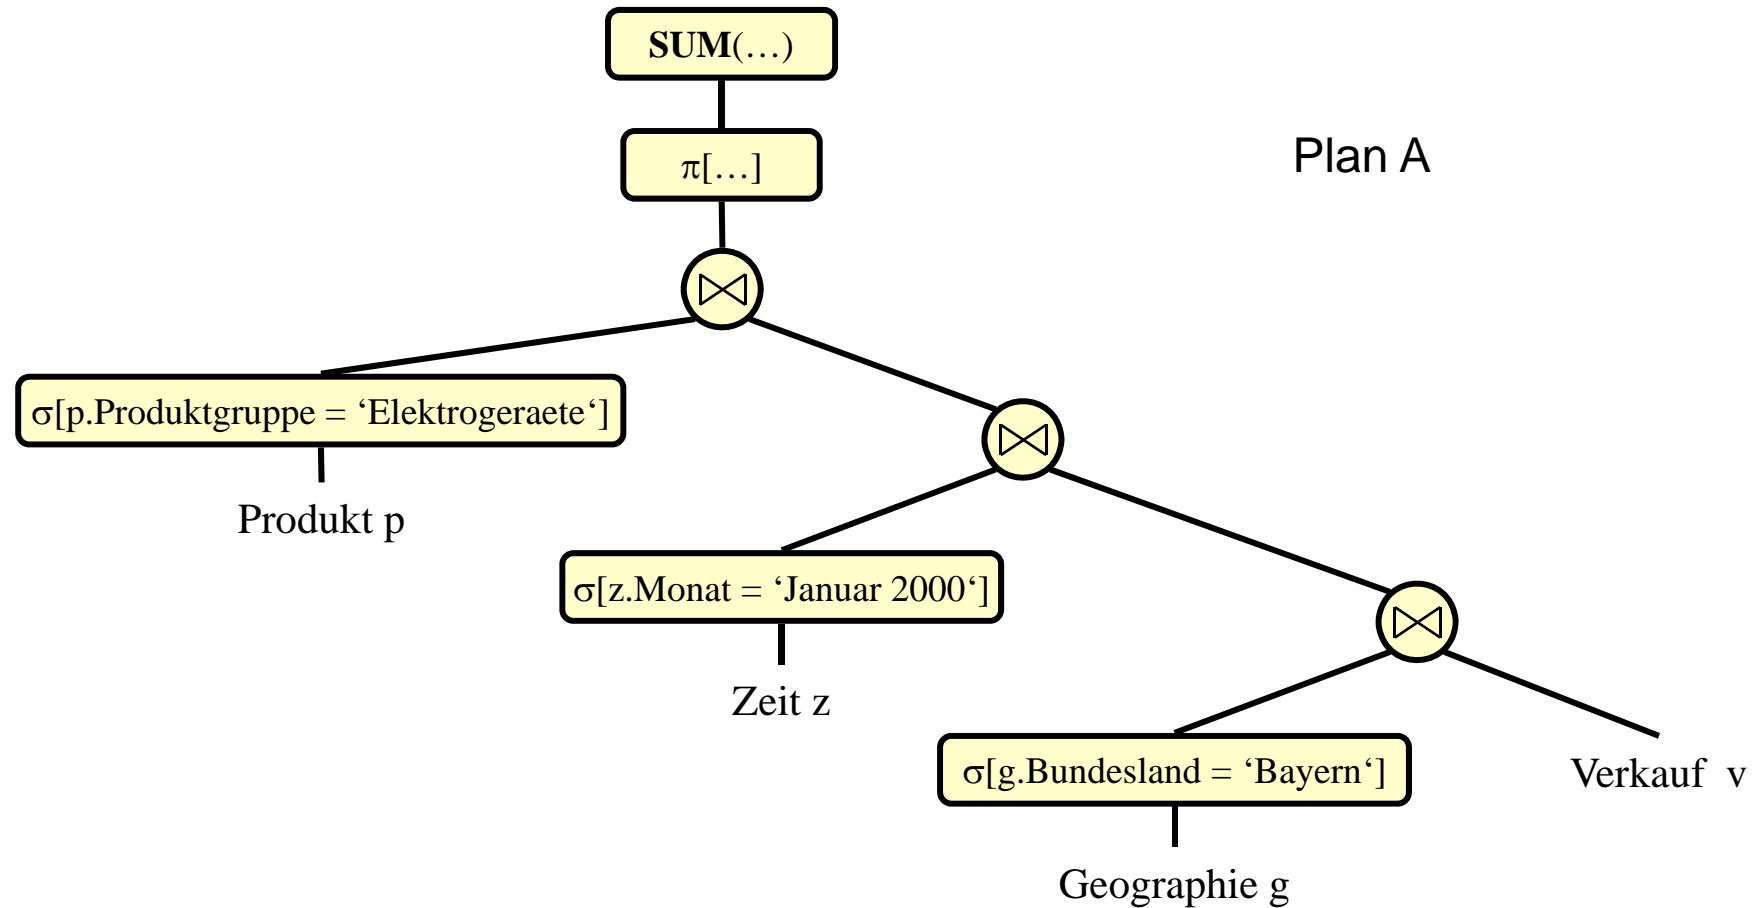 SUM(…)
Plan A
π[…]
⋈
σ[p.Produktgruppe = ‘Elektrogeraete‘]
⋈
Produkt p
σ[z.Monat = ‘Januar 2000‘]
⋈
Zeit z
σ[g.Bundesland = ‘Bayern‘]
Verkauf v
Geographie g